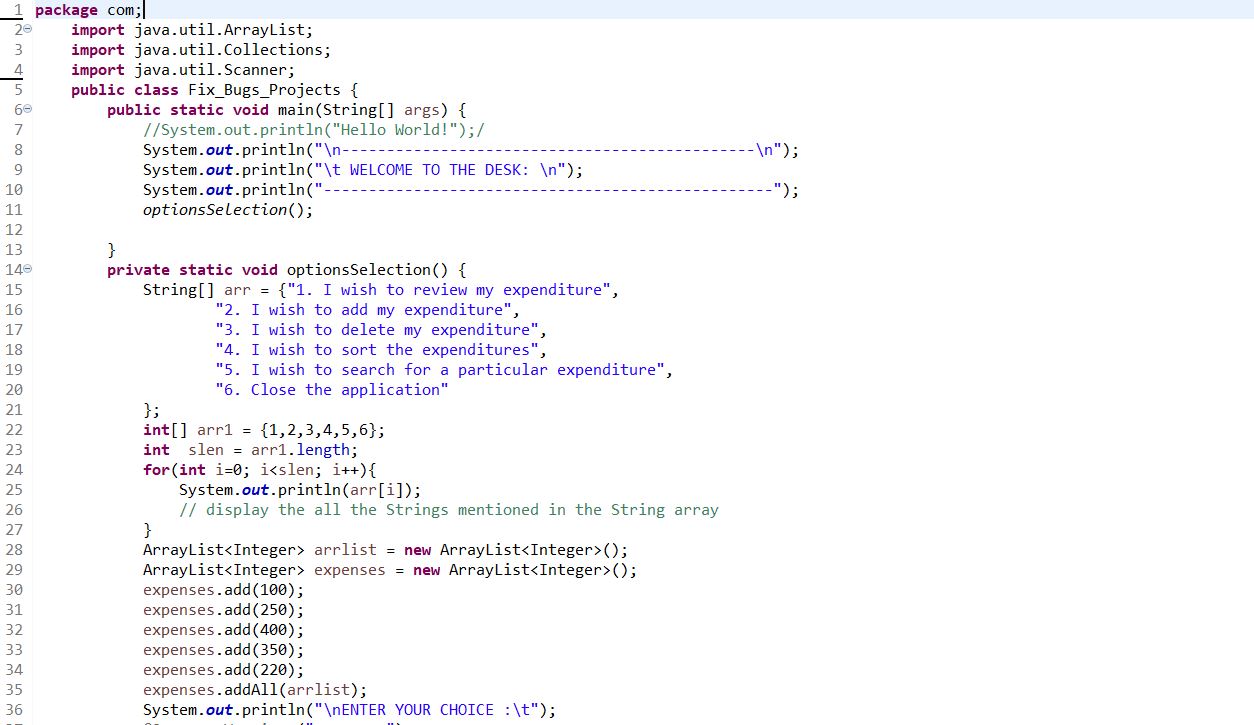 1 package com;
2 import java.util.ArrayList;
3 import java.util.Collections;
4 import java.util.Scanner;
5 public class Fix_Bugs_Projects {
6 public static void main(String[] args) {
7 //System.out.println("Hello World!");/
8 System.out.println("\n----------------------------------------------\n");
9 System.out.println("\t WELCOME TO THE DESK: \n");
10 System.out.println("--------------------------------------------------");
11 optionsSelection();
12
13 }
14 private static void optionsSelection() {
15 String[] arr = {"1. I wish to review my expenditure",
16 "2. I wish to add my expenditure",
17 "3. I wish to delete my expenditure",
18 "4. I wish to sort the expenditures",
19 "5. I wish to search for a particular expenditure",
20 "6. Close the application"
21 };
22 int[] arr1 = {1,2,3,4,5,6};
23 int  slen = arr1.length;
24 for(int i=0; i<slen; i++){
25 System.out.println(arr[i]);
26 // display the all the Strings mentioned in the String array
27 }
28 ArrayList<Integer> arrlist = new ArrayList<Integer>();
29 ArrayList<Integer> expenses = new ArrayList<Integer>();
30 expenses.add(100);
31 expenses.add(250);
32 expenses.add(400);
33 expenses.add(350);
34 expenses.add(220);
35 expenses.addAll(arrlist);
36 System.out.println("\nENTER YOUR CHOICE :\t");